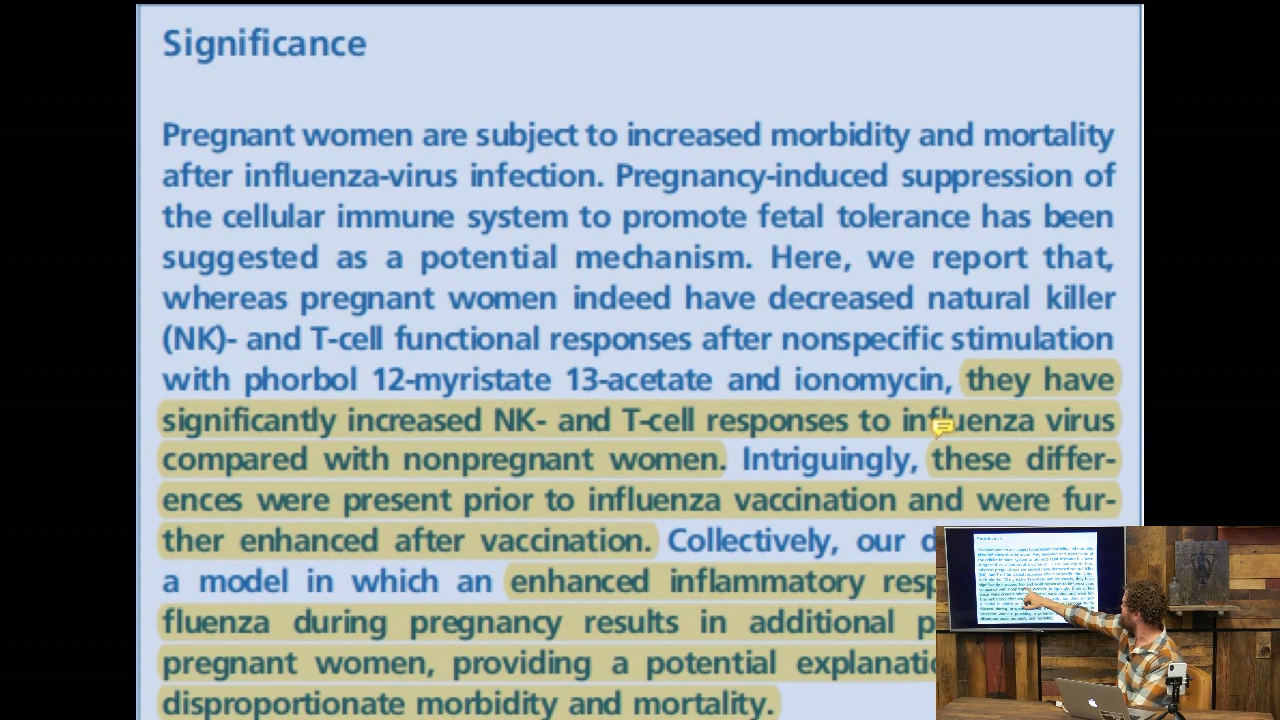 Significance
Pregnant women are subject to increased morbidity and mortality
after influenza-virus infection. Pregnancy-induced suppression of
the cellular immune system to promote fetal tolerance has been
suggested as a potential mechanism. Here, we report that,
whereas pregnant women indeed have decreased natural killer
(NK)- and T-cell functional responses after nonspecific stimulation
with phorbol 12-myristate 13-acetate and ionomycin, they have
significantly increased NK- and T-cell responses to influenza virus
compared with nonpregnant women. Intriguingly, these differ-
ences were present prior to influenza vaccination and were fur-
ther enhanced after vaccination. Collectively, our
a model which an enhanced inflammatory
fluenza during pregnancy results in additional
pregnant women, providing a potential
disproportionate morbidity and mortality.